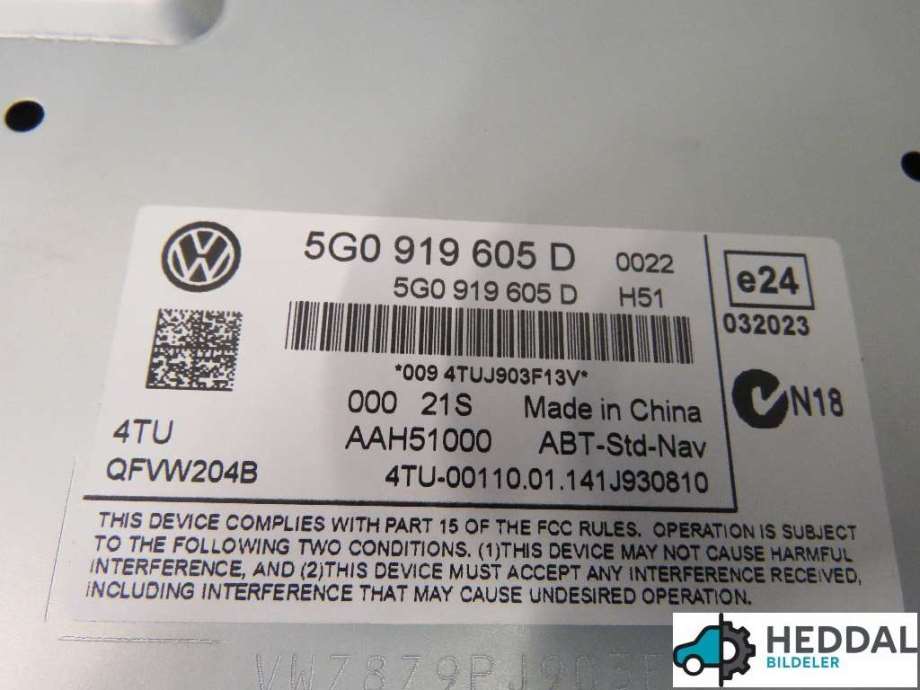 5G0 919 605 D 0022
5G0 919 605 D H51
e24
032023
*009 4TUJ903F13V*
N18
000 21S Made in China
4TU AAH51000 ABT-Std-Nav
QFVW204B 4TU-00110.01.141J930810
THIS DEVICE COMPLIES WITH PART 15 OF THE FCC RULES. OPERATION IS SUBJECT
TO THE FOLLOWING TWO CONDITIONS. (1)THIS DEVICE MAY NOT CAUSE HARMFUL
INTERFERENCE, AND (2)THIS DEVICE MUST ACCEPT ANY INTERFERENCE RECEIVED,
INCLUDING INTERFERENCE THAT MAY CAUSE UNDESIRED OPERATION.
HEDDAL
BILDELER